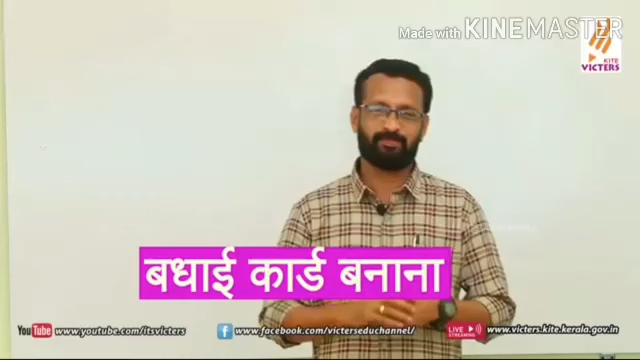 Made with KINEMASTER
KITE
VICTERS
बधाई कार्ड बनाना
YouTube www.youtube.com/itsvicters
www.facebook.com/victerseduchannel/
LIVE STREAMING
www.victers.kite.kerala.gov.in